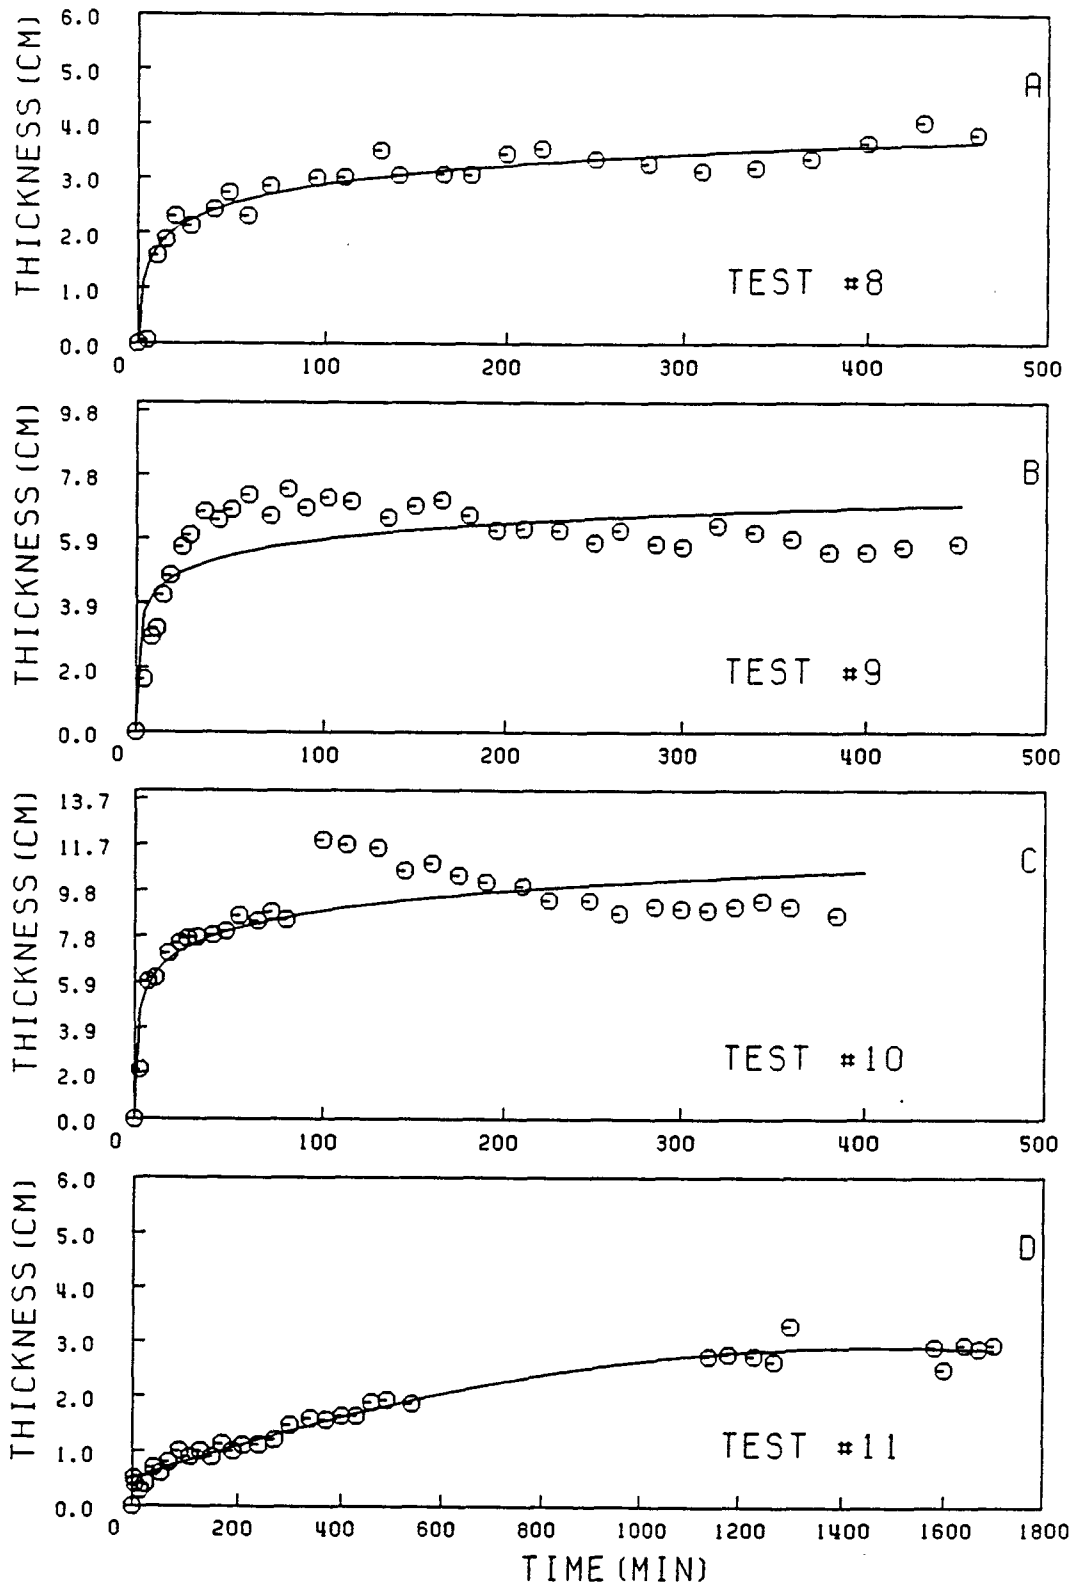 THICKNESS (CM)
6.0
5.0
4.0
3.0
2.0
1.0
0.0
A
TEST #8
0 100 200 300 400 500
THICKNESS (CM)
9.8
7.8
5.9
3.9
2.0
0.0
B
TEST #9
0 100 200 300 400 500
THICKNESS (CM)
13.7
11.7
9.8
7.8
5.9
3.9
2.0
0.0
C
TEST #10
0 100 200 300 400 500
THICKNESS (CM)
6.0
5.0
4.0
3.0
2.0
1.0
0.0
D
TEST #11
0 200 400 600 800 1000 1200 1400 1600 1800
TIME (MIN)